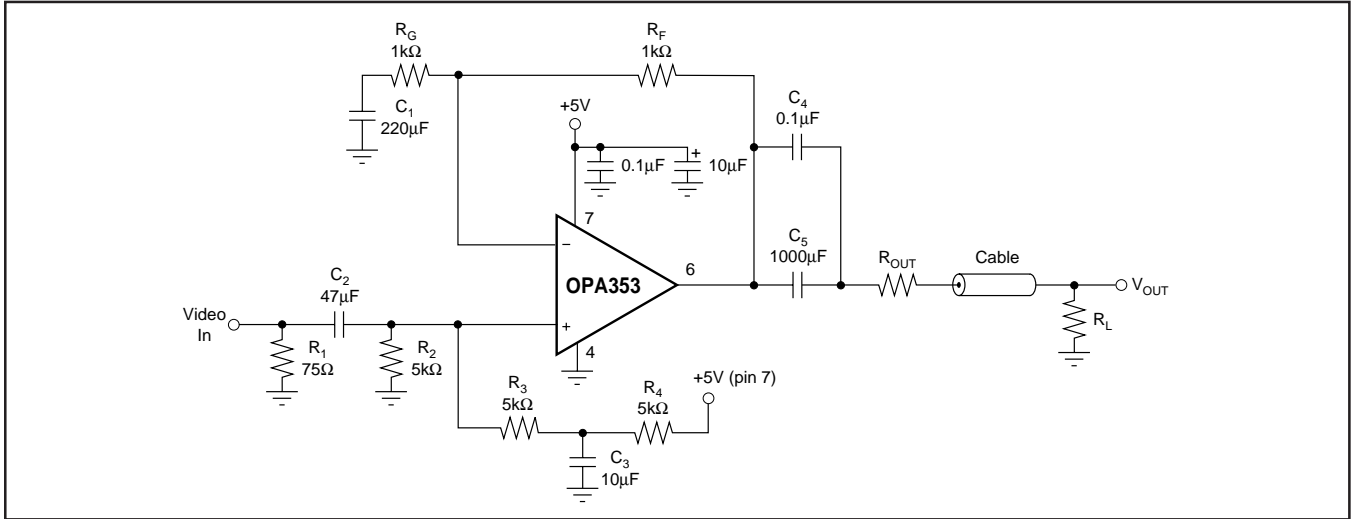 R_G
1kΩ
R_F
1kΩ
C_1
220μF
+5V
C_4
0.1μF
0.1μF
+
10μF
7
−
C_5
1000μF
R_OUT
Cable
OPA353
6
V_OUT
R_L
C_2
47μF
Video
In
+
4
R_1
75Ω
R_2
5kΩ
R_3
5kΩ
R_4
5kΩ
+5V (pin 7)
C_3
10μF